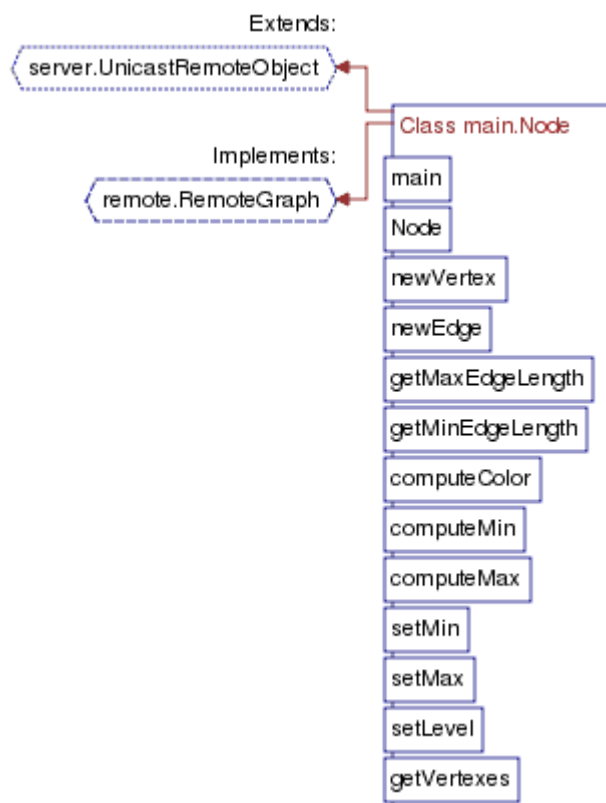 Extends:
server.UnicastRemoteObject
Class main.Node
Implements:
main
remote.RemoteGraph
Node
newVertex
newEdge
getMaxEdgeLength
getMinEdgeLength
computeColor
computeMin
computeMax
setMin
setMax
setLevel
getVertexes